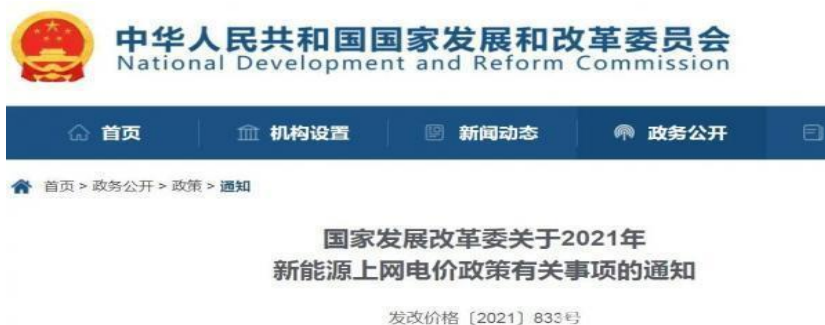 中华人民共和国国家发展和改革委员会
National Development and Reform Commission
首页 机构设置 新闻动态 政务公开
首页 > 政务公开 > 政策 > 通知
国家发展改革委关于2021年
新能源上网电价政策有关事项的通知
发改价格〔2021〕833号